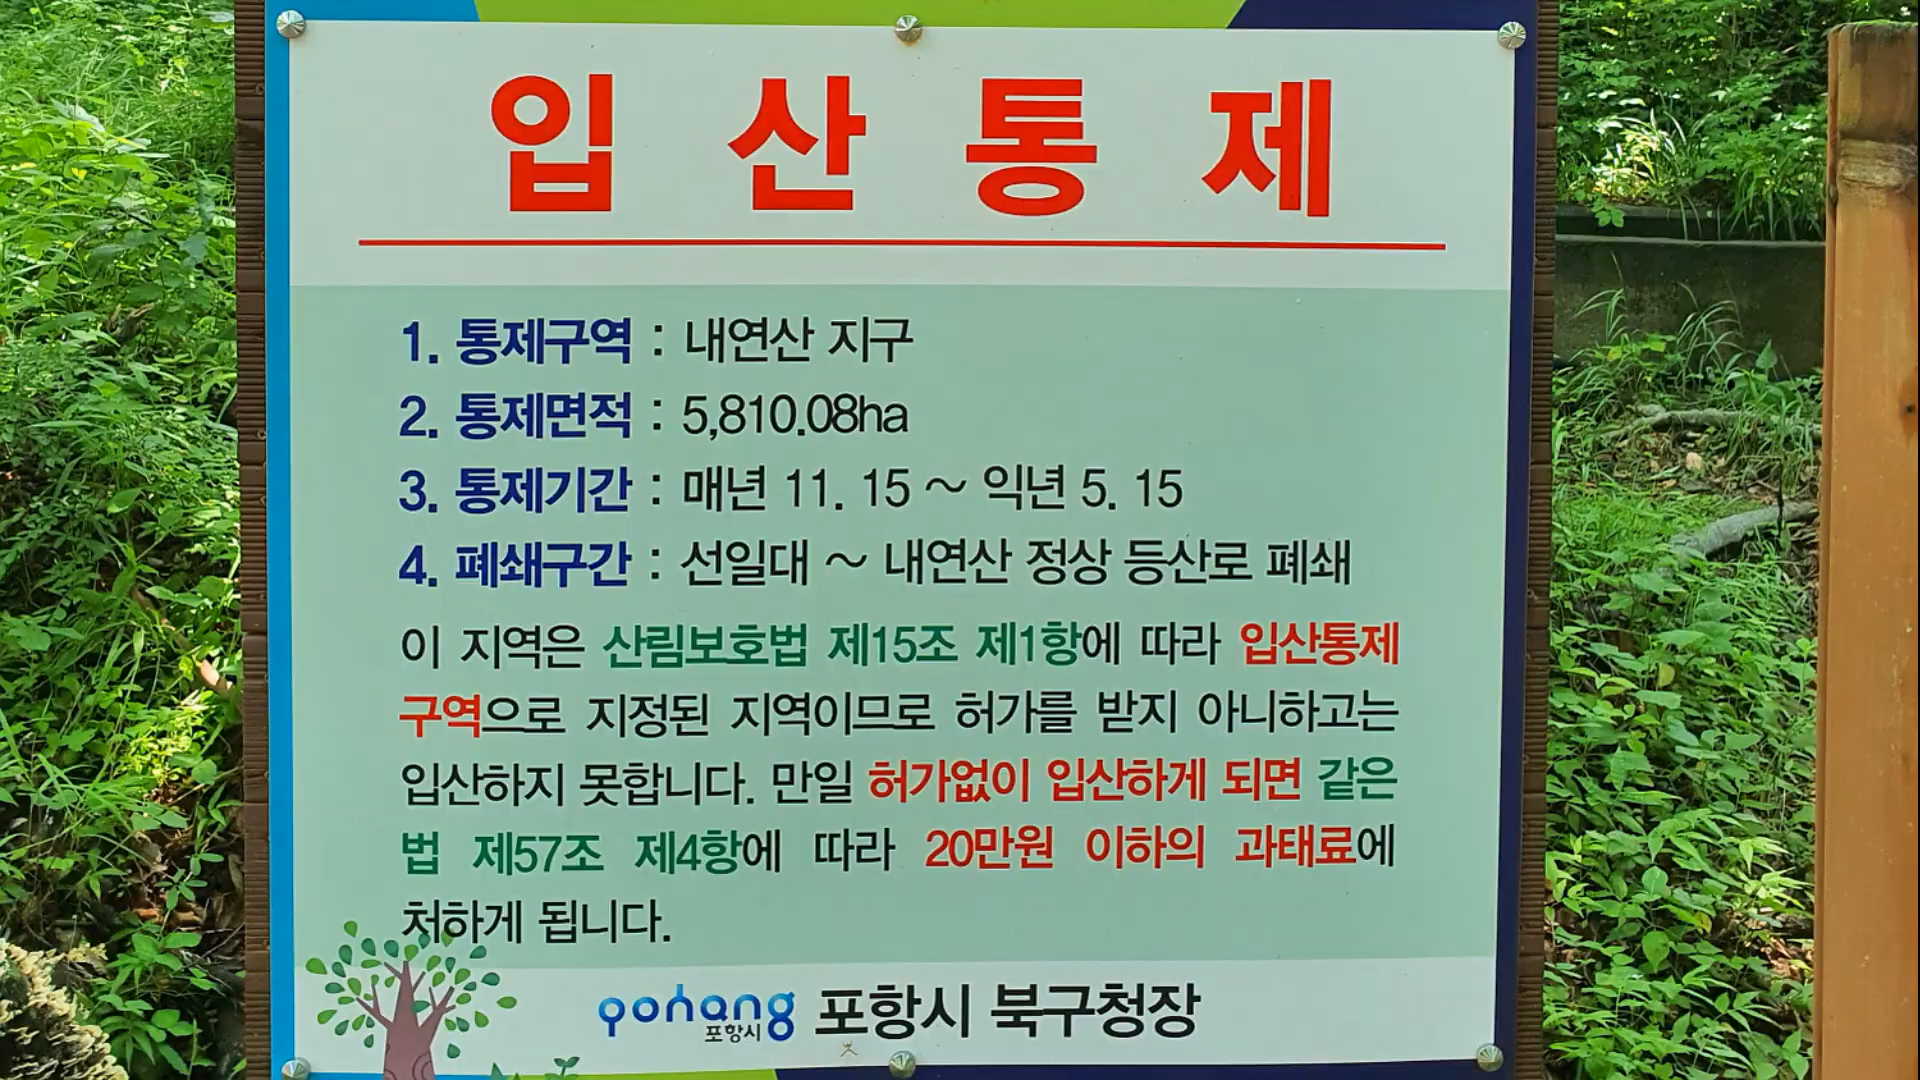 입 산 통 제
1. 통제구역 : 내연산 지구
2. 통제면적 : 5,810.08ha
3. 통제기간 : 매년 11. 15 ~ 익년 5. 15
4. 폐쇄구간 : 선일대 ~ 내연산 정상 등산로 폐쇄
이 지역은 산림보호법 제15조 제1항에 따라 입산통제
구역으로 지정된 지역이므로 허가를 받지 아니하고는
입산하지 못합니다. 만일 허가없이 입산하게 되면 같은
법 제57조 제4항에 따라 20만원 이하의 과태료에
처하게 됩니다.
pohang 포항시 포항시 북구청장